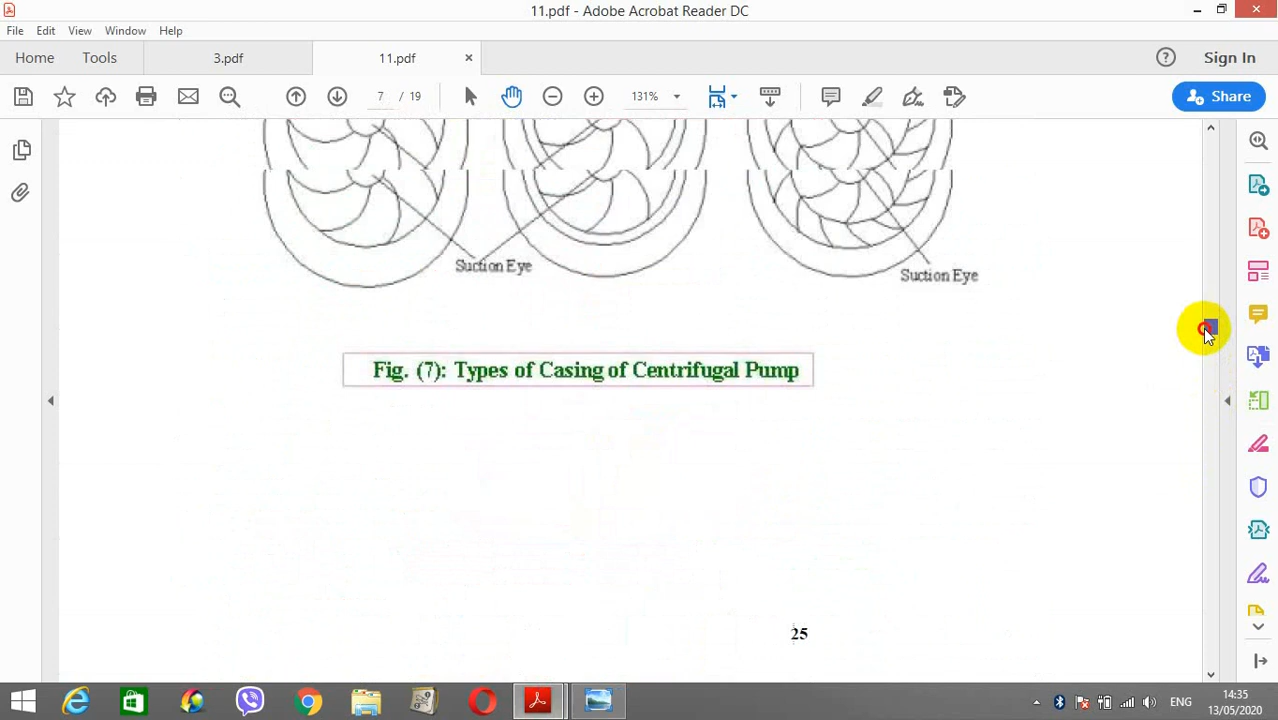 11.pdf - Adobe Acrobat Reader DC
File Edit View Window Help
Home Tools 3.pdf 11.pdf × Sign In
7 / 19 131% Share
Suction Eye
Suction Eye
Fig. (7): Types of Casing of Centrifugal Pump
25
ENG
14:35
13/05/2020